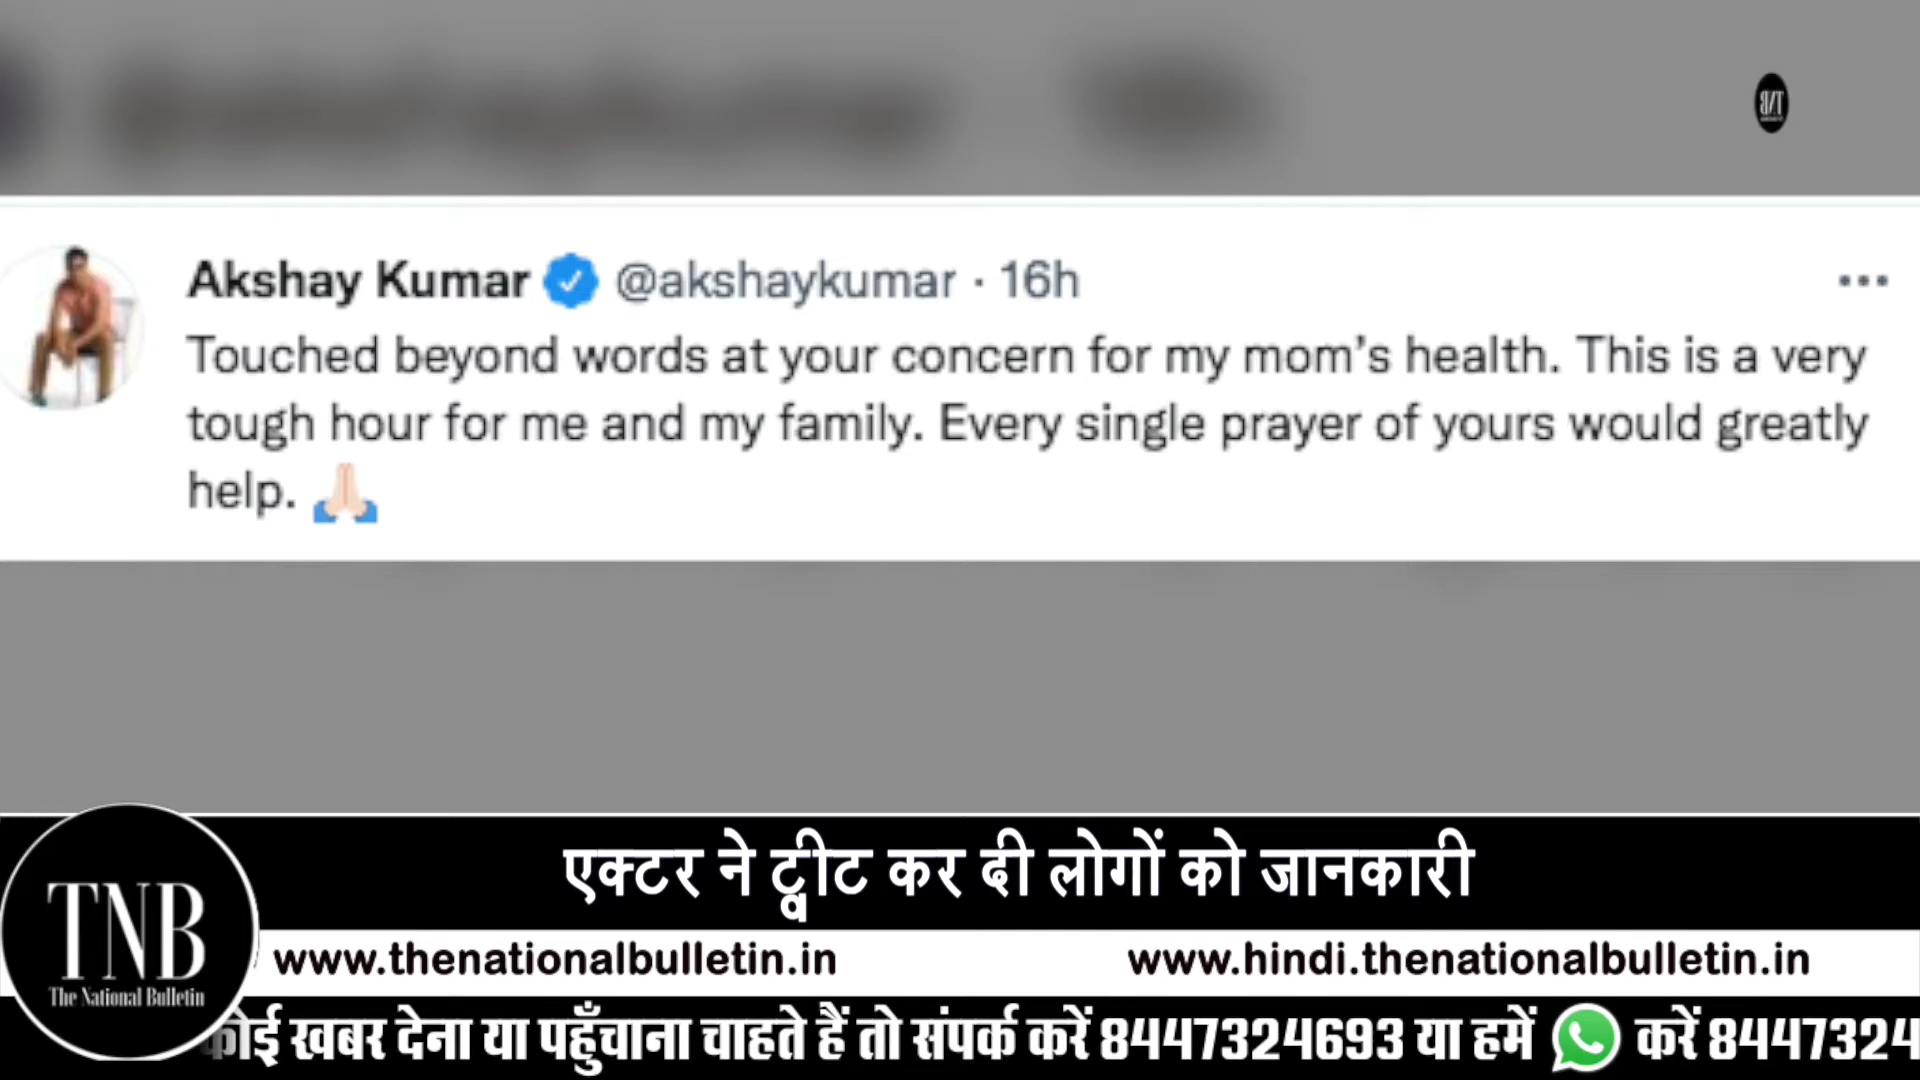 Akshay Kumar @akshaykumar · 16h
Touched beyond words at your concern for my mom's health. This is a very
tough hour for me and my family. Every single prayer of yours would greatly
help. 🙏🏻
एक्टर ने ट्वीट कर दी लोगों को जानकारी
TNB
The National Bulletin
www.thenationalbulletin.in
www.hindi.thenationalbulletin.in
कोई खबर देना या पहुँचाना चाहते हैं तो संपर्क करें 8447324693 या हमें करें 8447324